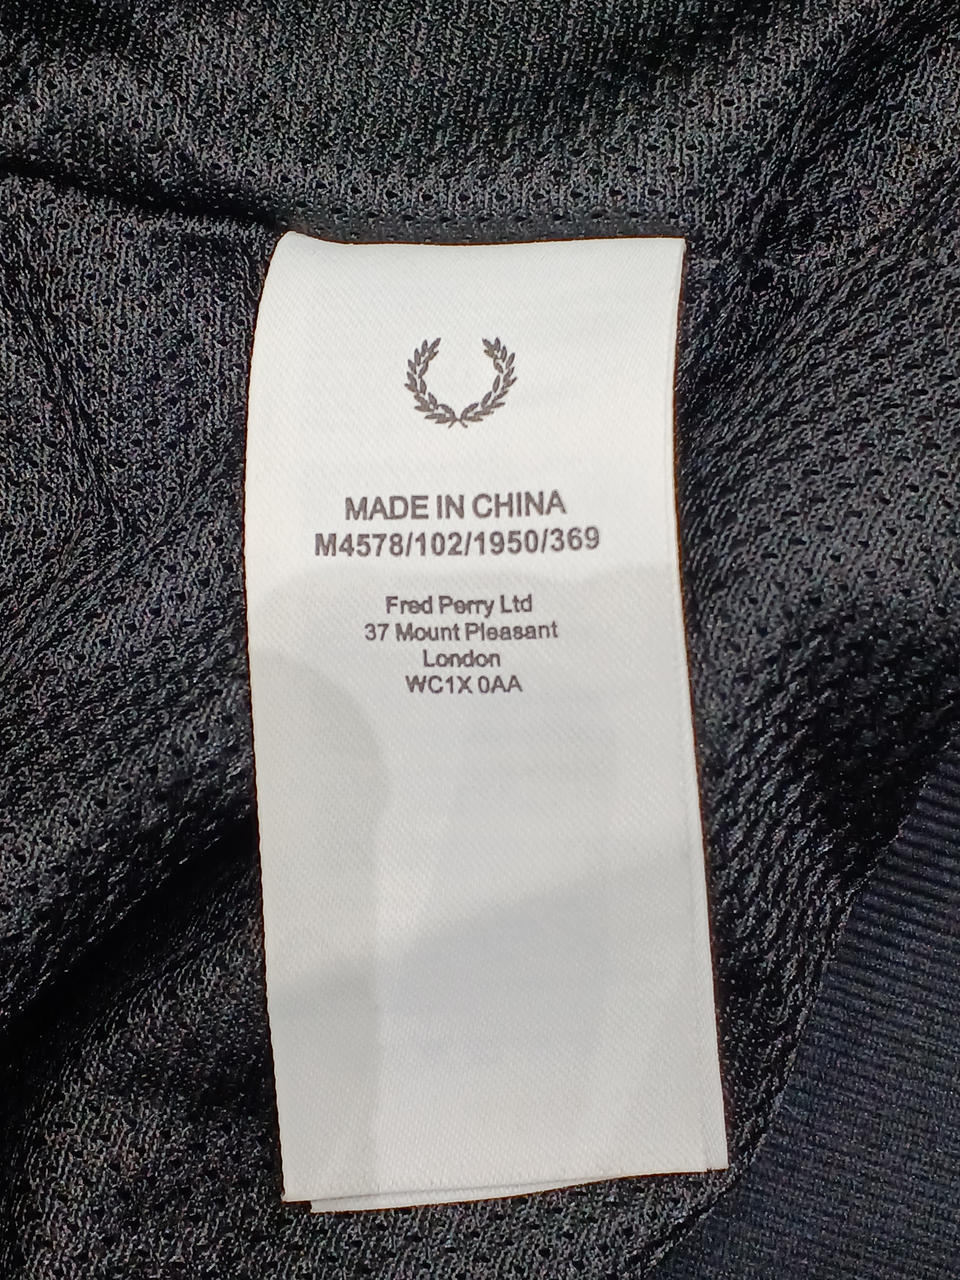 MADE IN CHINA
M4578/102/1950/369
Fred Perry Ltd
37 Mount Pleasant
London
WC1X 0AA